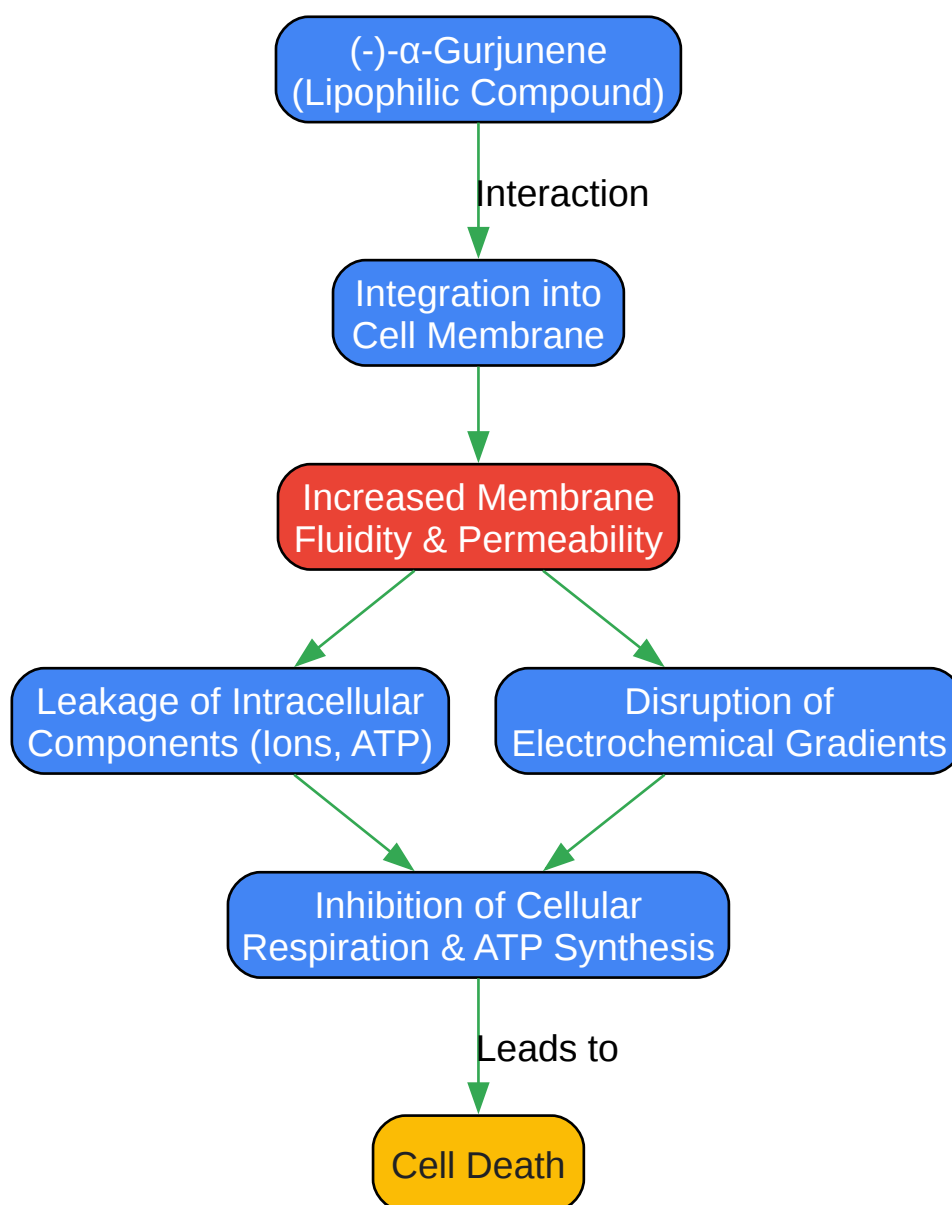 (-)-α-Gurjunene
(Lipophilic Compound)
Interaction
Integration into
Cell Membrane
Increased Membrane
Fluidity & Permeability
Leakage of Intracellular
Components (Ions, ATP)
Disruption of
Electrochemical Gradients
Inhibition of Cellular
Respiration & ATP Synthesis
Leads to
Cell Death